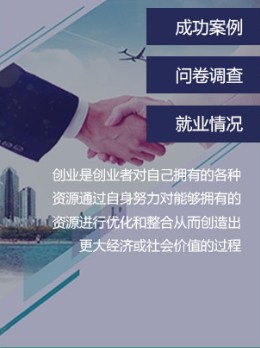 成功案例
问卷调查
就业情况
创业是创业者对自己拥有的各种
资源通过自身努力对能够拥有的
资源进行优化和整合从而创造出
更大经济或社会价值的过程